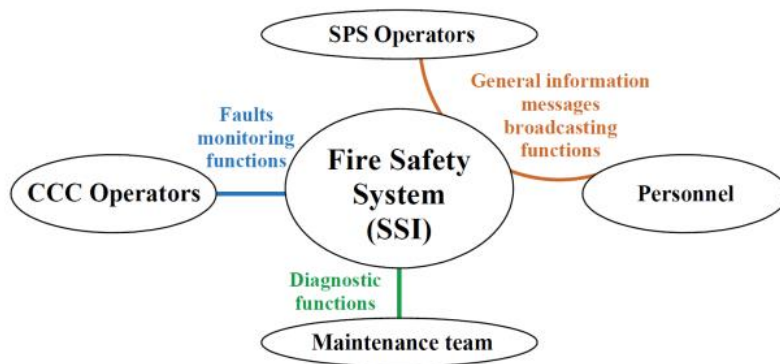 SPS Operators
General information
messages
broadcasting
functions
Faults
monitoring
functions
Fire Safety
System
(SSI)
CCC Operators
Personnel
Diagnostic
functions
Maintenance team